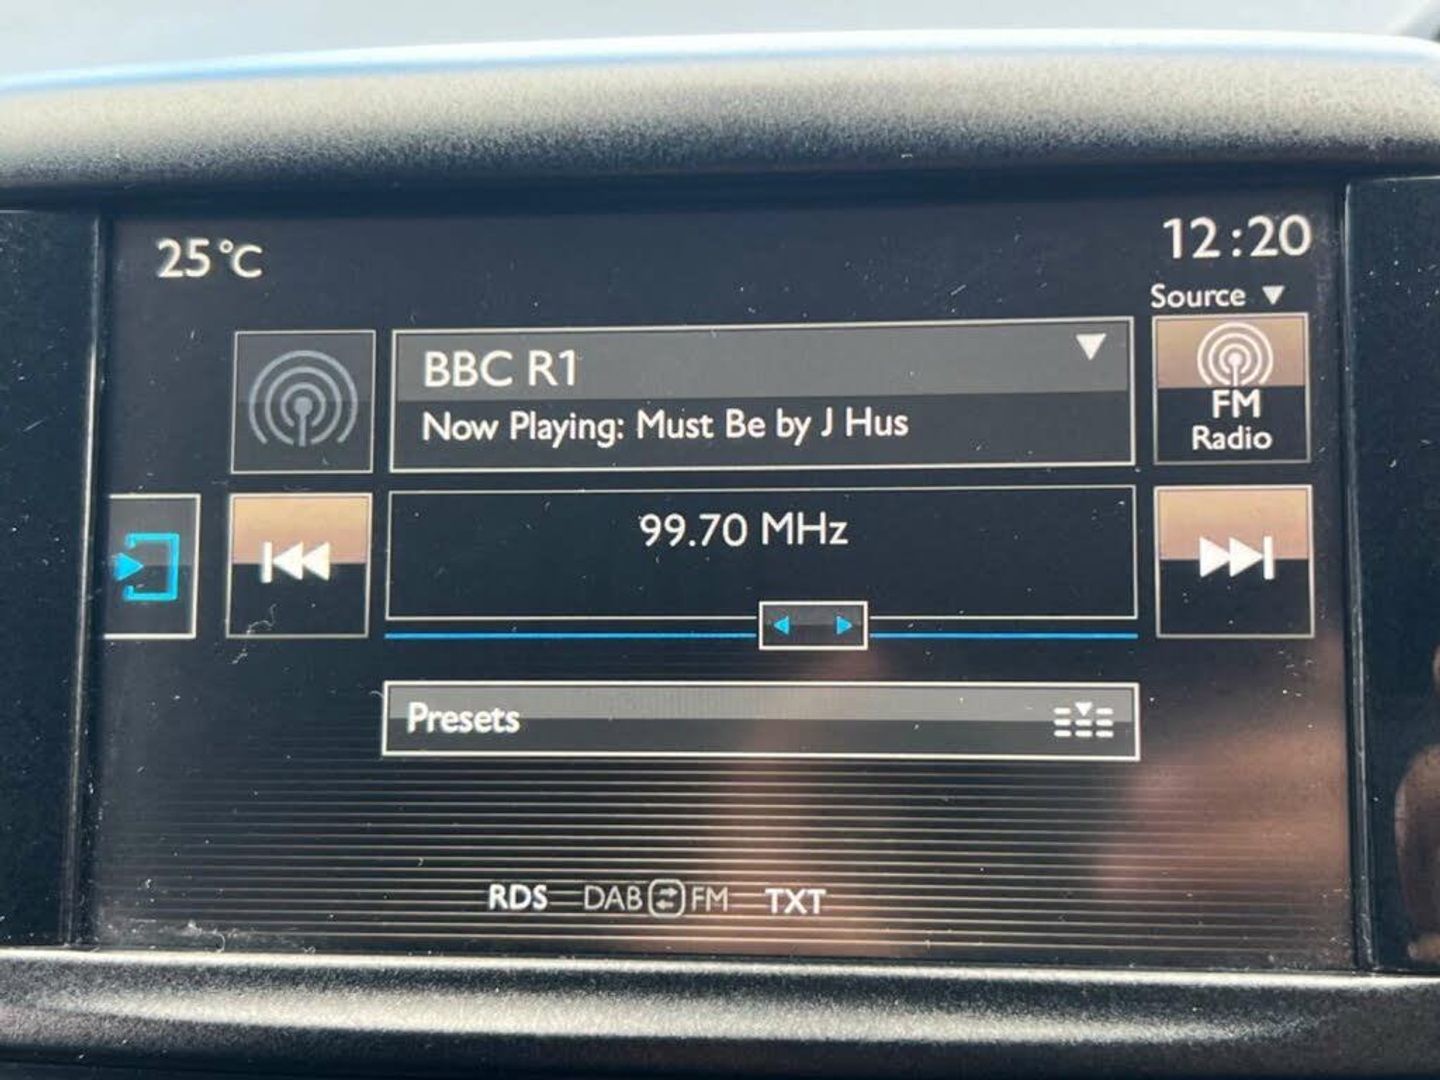 25°C
12:20
Source
BBC R1
Now Playing: Must Be by J Hus
FM
Radio
99.70 MHz
Presets
RDS DAB FM TXT